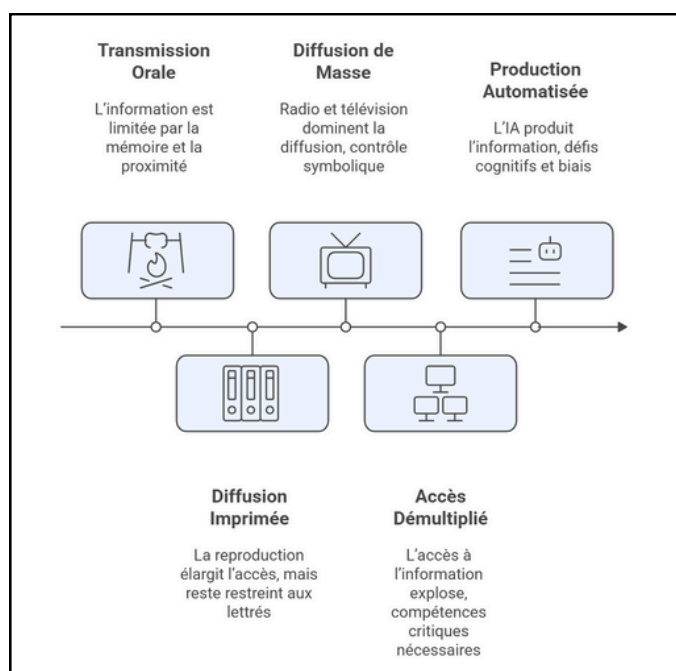 Transmission
Orale
L'information est
limitée par la
mémoire et la
proximité
Diffusion de
Masse
Radio et télévision
dominent la
diffusion, contrôle
symbolique
Production
Automatisée
L'IA produit
l'information, défis
cognitifs et biais
Diffusion
Imprimée
La reproduction
élargit l'accès, mais
reste restreint aux
lettrés
Accès
Démultiplié
L'accès à
l'information
explose,
compétences
critiques
nécessaires